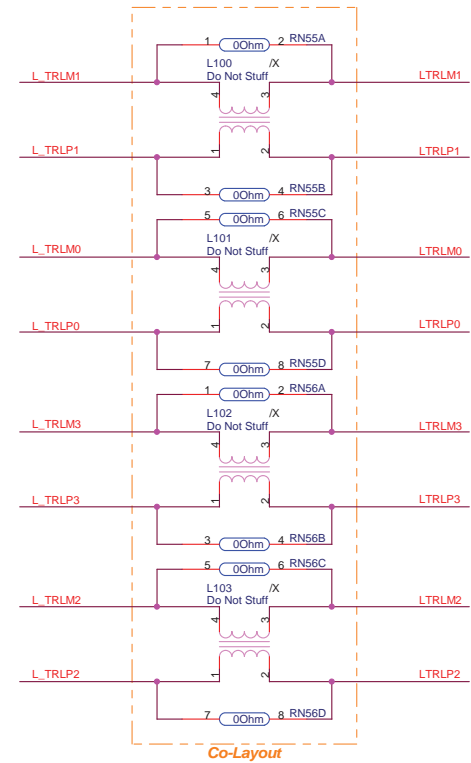 1 0Ohm 2 RN55A
L100 /X
Do Not Stuff
L_TRLM1 LTRLM1
4 3
1 2
L_TRLP1 LTRLP1
3 0Ohm 4 RN55B
5 0Ohm 6 RN55C
L101 /X
Do Not Stuff
L_TRLM0 LTRLM0
4 3
1 2
L_TRLP0 LTRLP0
7 0Ohm 8 RN55D
1 0Ohm 2 RN56A
L102 /X
Do Not Stuff
L_TRLM3 LTRLM3
4 3
1 2
L_TRLP3 LTRLP3
3 0Ohm 4 RN56B
5 0Ohm 6 RN56C
L103 /X
Do Not Stuff
L_TRLM2 LTRLM2
4 3
1 2
L_TRLP2 LTRLP2
7 0Ohm 8 RN56D
Co-Layout